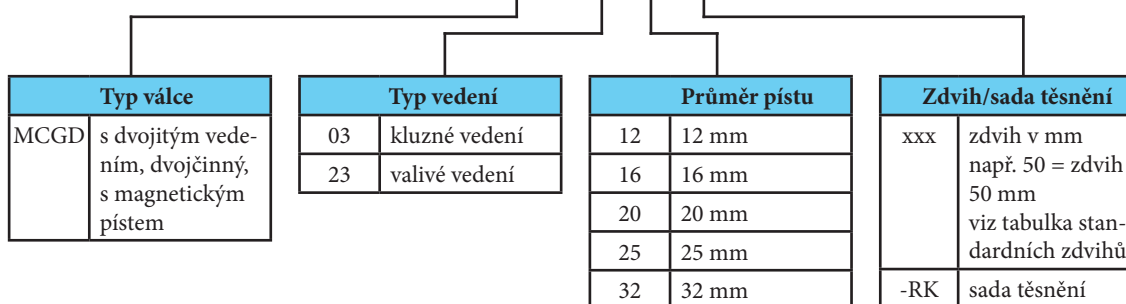 Typ válce
MCGD s dvojitým vede-
ním, dvojčinný,
s magnetickým
pístem
Typ vedení
03 kluzné vedení
23 valivé vedení
Průměr pístu
12 12 mm
16 16 mm
20 20 mm
25 25 mm
32 32 mm
Zdvih/sada těsnění
xxx zdvih v mm
např. 50 = zdvih
50 mm
viz tabulka stan-
dardních zdvihů
-RK sada těsnění